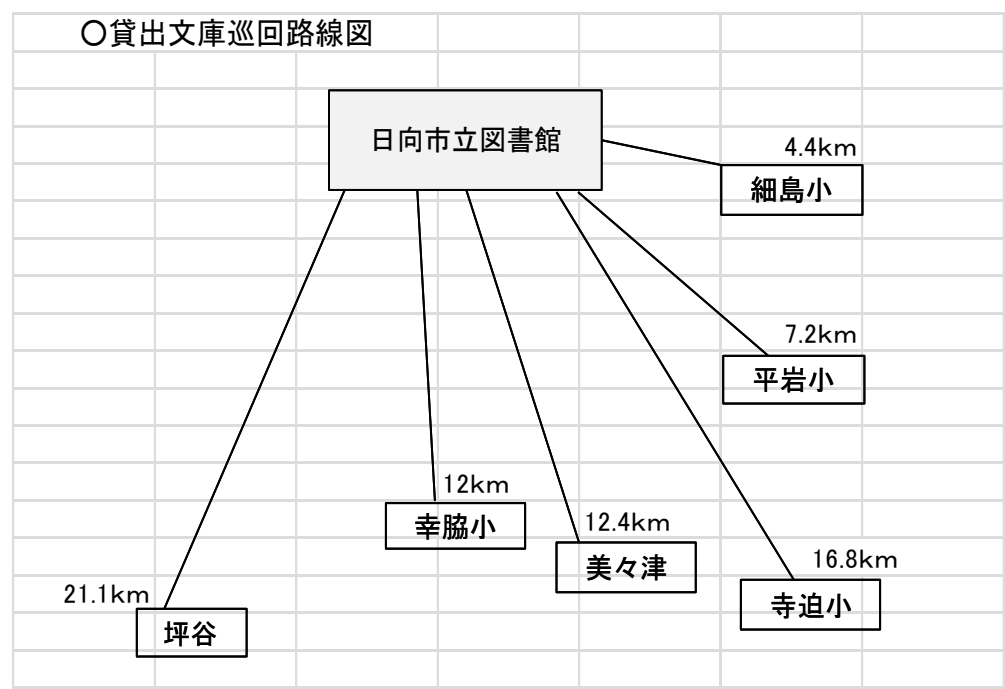 〇貸出文庫巡回路線図
日向市立図書館
4.4km
細島小
7.2km
平岩小
12km
幸脇小
12.4km
美々津
16.8km
寺迫小
21.1km
坪谷